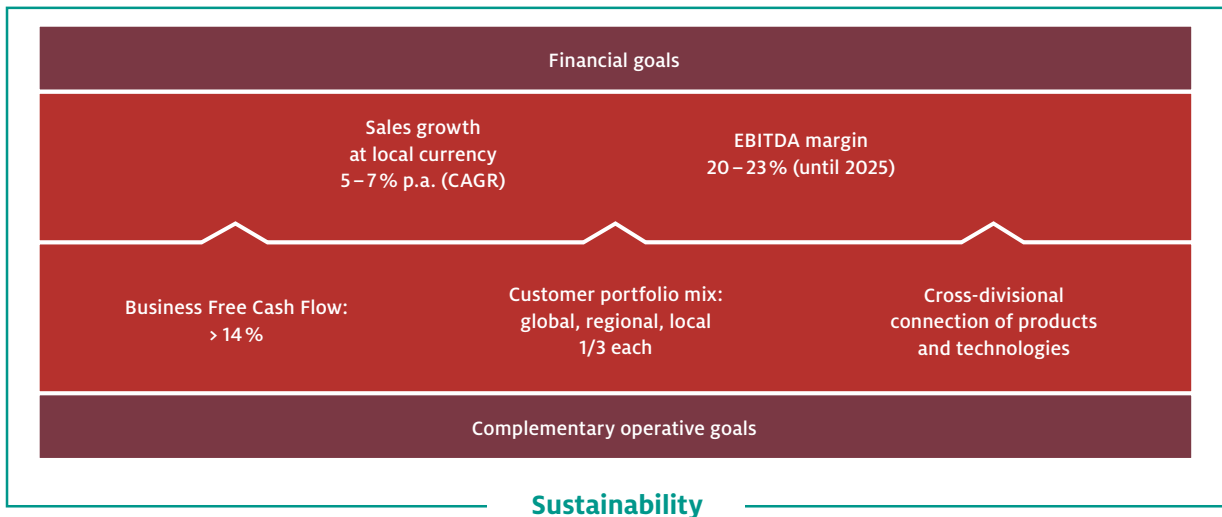 Financial goals
Sales growth
at local currency
5–7% p.a. (CAGR)
EBITDA margin
20–23% (until 2025)
Business Free Cash Flow:
> 14%
Customer portfolio mix:
global, regional, local
1/3 each
Cross-divisional
connection of products
and technologies
Complementary operative goals
Sustainability